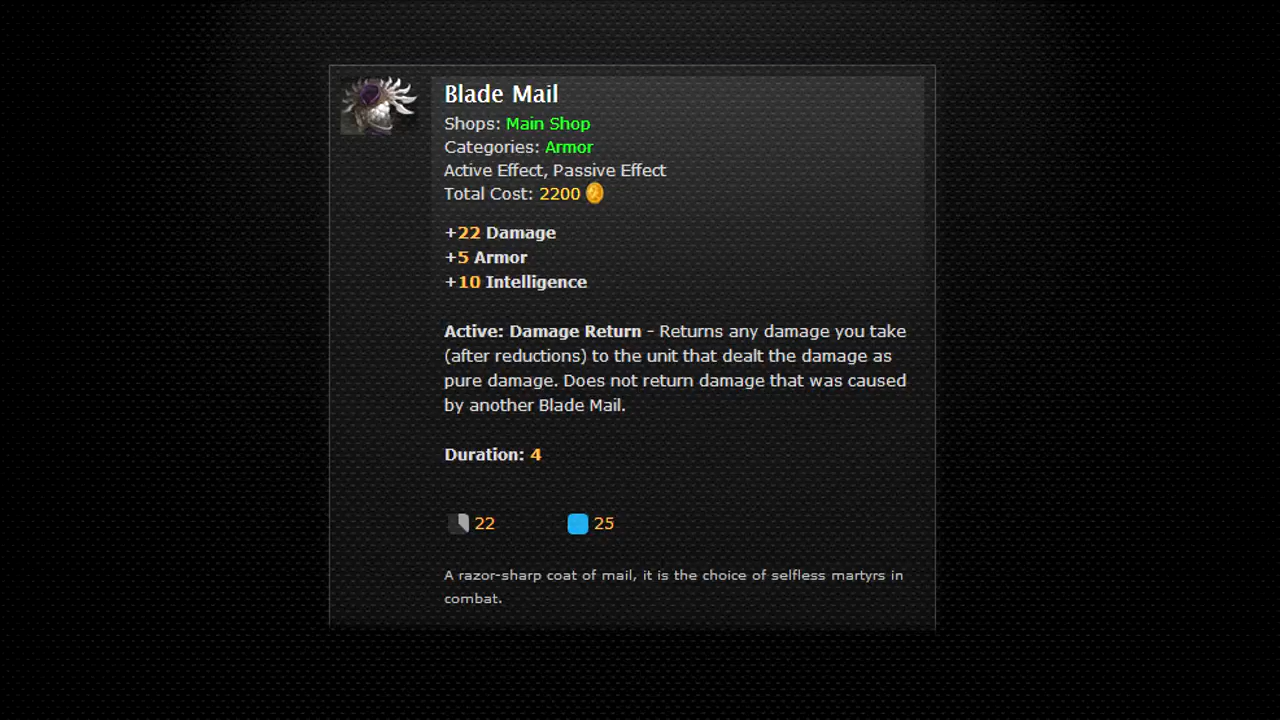 Blade Mail
Shops: Main Shop
Categories: Armor
Active Effect, Passive Effect
Total Cost: 2200
+22 Damage
+5 Armor
+10 Intelligence
Active: Damage Return - Returns any damage you take
(after reductions) to the unit that dealt the damage as
pure damage. Does not return damage that was caused
by another Blade Mail.
Duration: 4
22 25
A razor-sharp coat of mail, it is the choice of selfless martyrs in
combat.